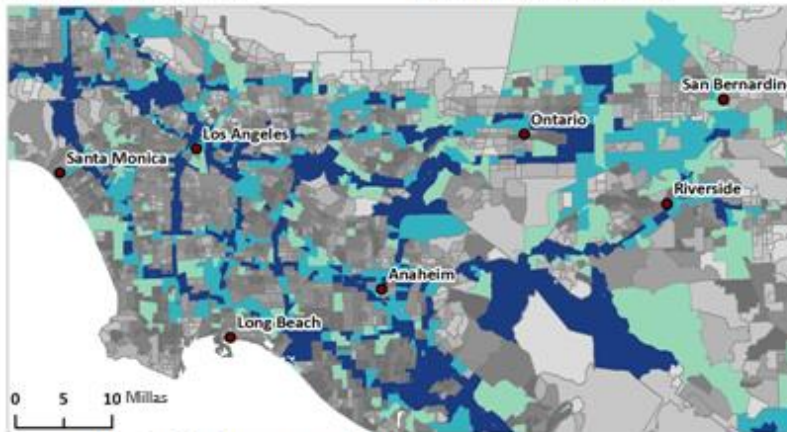 San Bernardin
Ontario
Los Angeles
Santa Monica
Riverside
Anaheim
Long Beach
0 5 10 Millas